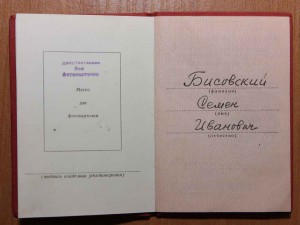 Действительно
без
фотокарточки
Место
для
фотокарточки
(подпись владельца удостоверения)
Бисовский
(фамилия)
Семен
(имя)
Иванович
(отчество)